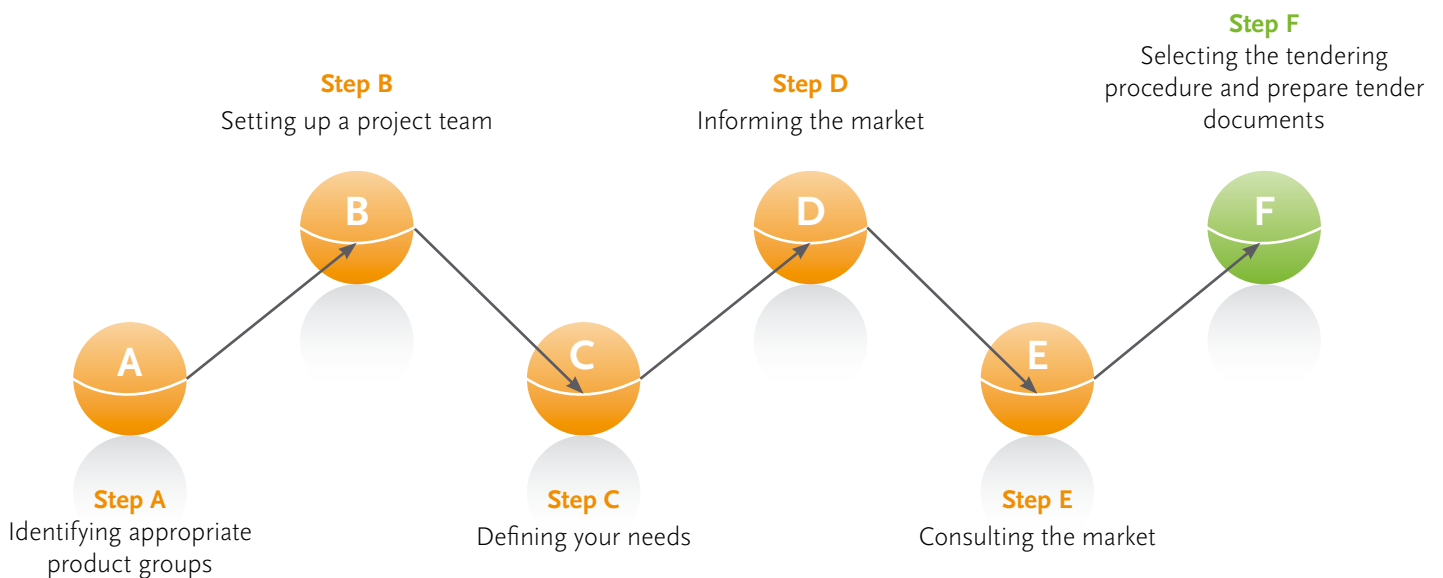 Step F
Selecting the tendering
procedure and prepare tender
documents
Step B
Setting up a project team
Step D
Informing the market
B
D
F
A
C
E
Step A
Identifying appropriate
product groups
Step C
Defining your needs
Step E
Consulting the market